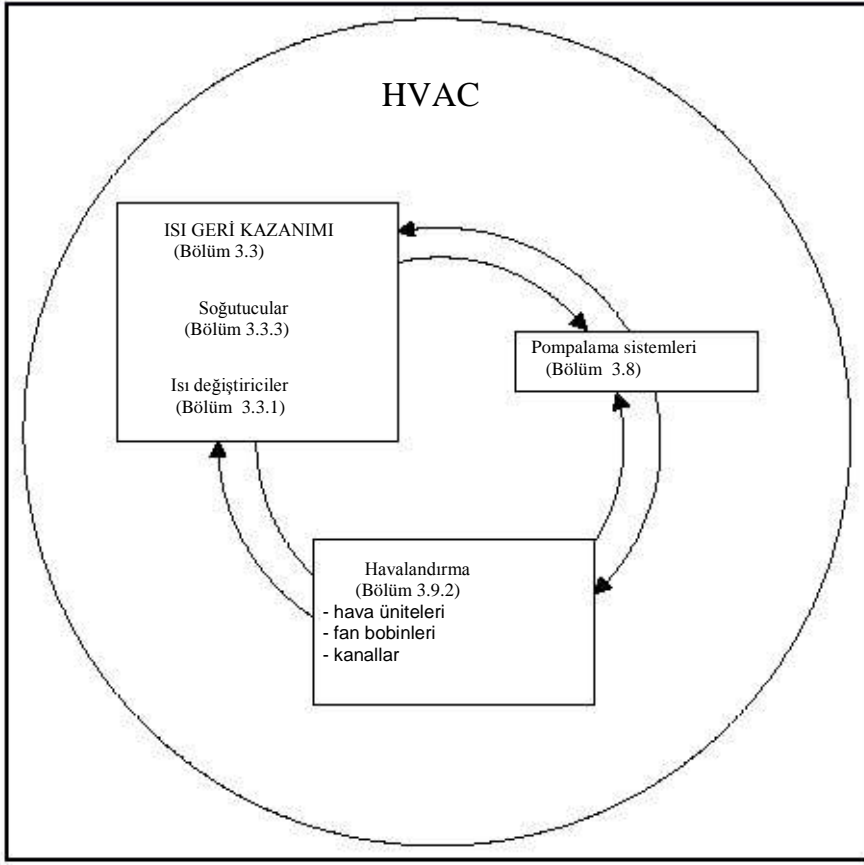 HVAC
ISI GERİ KAZANIMI
(Bölüm 3.3)
Soğutucular
(Bölüm 3.3.3)
Isı değiştiriciler
(Bölüm 3.3.1)
Pompalama sistemleri
(Bölüm 3.8)
Havalandırma
(Bölüm 3.9.2)
- hava üniteleri
- fan bobinleri
- kanallar